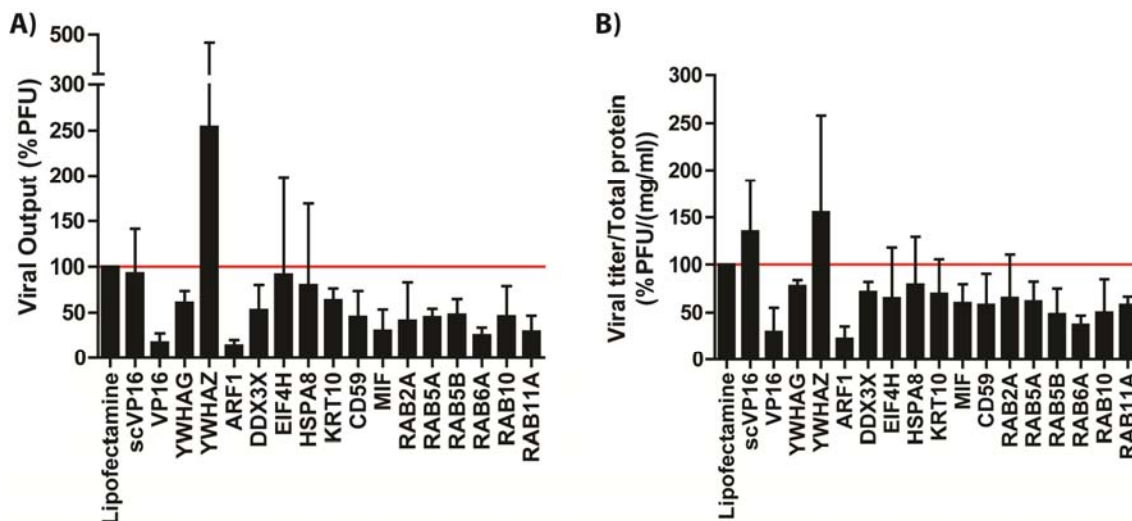 A)
Viral Output (%PFU)
500
300
250
200
150
100
50
0
Lipofectamine
scVP16
VP16
YWHAG
YWHAZ
ARF1
DDX3X
EIF4H
HSPA8
KRT10
CD59
MIF
RAB2A
RAB5A
RAB5B
RAB6A
RAB10
RAB11A
B)
Viral titer/Total protein
(%PFU/(mg/ml))
300
250
200
150
100
50
0
Lipofectamine
scVP16
VP16
YWHAG
YWHAZ
ARF1
DDX3X
EIF4H
HSPA8
KRT10
MIF
CD59
RAB2A
RAB5A
RAB5B
RAB6A
RAB10
RAB11A